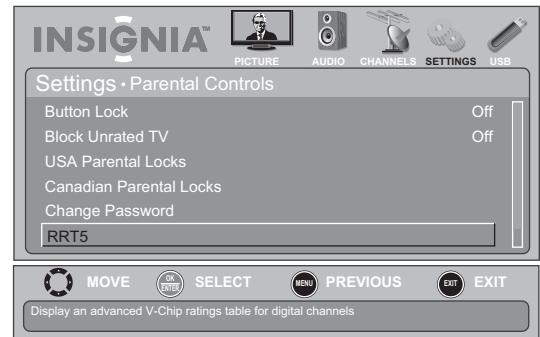 INSIGNIA™
PICTURE AUDIO CHANNELS SETTINGS USB
Settings · Parental Controls
Button Lock Off
Block Unrated TV Off
USA Parental Locks
Canadian Parental Locks
Change Password
RRT5
MOVE OK ENTER SELECT MENU PREVIOUS EXIT EXIT
Display an advanced V-Chip ratings table for digital channels